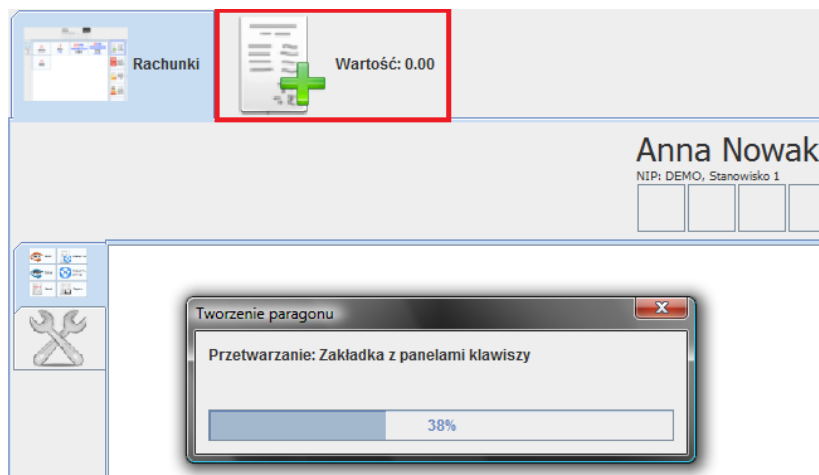 Rachunki
Wartość: 0.00
Anna Nowak
NIP: DEMO, Stanowisko 1
Tworzenie paragonu
Przetwarzanie: Zakładka z panelami klawiszy
38%